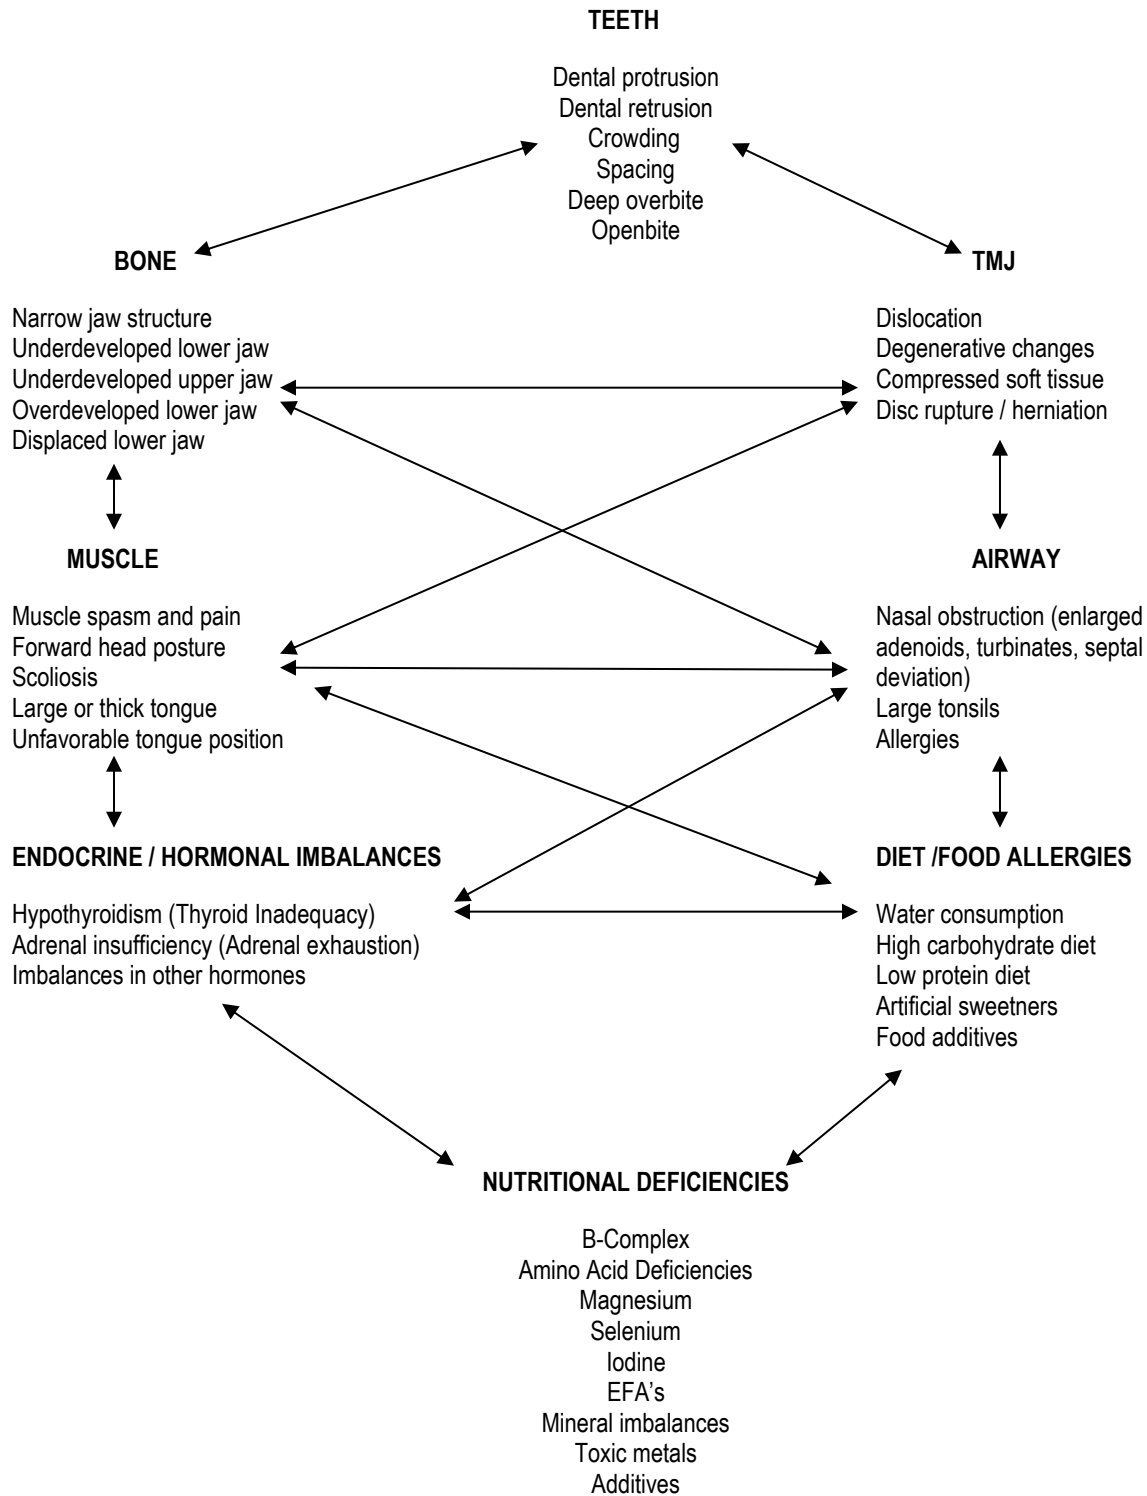 TEETH
Dental protrusion
Dental retrusion
Crowding
Spacing
Deep overbite
Openbite
BONE
Narrow jaw structure
Underdeveloped lower jaw
Underdeveloped upper jaw
Overdeveloped lower jaw
Displaced lower jaw
TMJ
Dislocation
Degenerative changes
Compressed soft tissue
Disc rupture / herniation
MUSCLE
Muscle spasm and pain
Forward head posture
Scoliosis
Large or thick tongue
Unfavorable tongue position
AIRWAY
Nasal obstruction (enlarged
adenoids, turbinates, septal
deviation)
Large tonsils
Allergies
ENDOCRINE / HORMONAL IMBALANCES
Hypothyroidism (Thyroid Inadequacy)
Adrenal insufficiency (Adrenal exhaustion)
Imbalances in other hormones
DIET /FOOD ALLERGIES
Water consumption
High carbohydrate diet
Low protein diet
Artificial sweetners
Food additives
NUTRITIONAL DEFICIENCIES
B-Complex
Amino Acid Deficiencies
Magnesium
Selenium
Iodine
EFA's
Mineral imbalances
Toxic metals
Additives